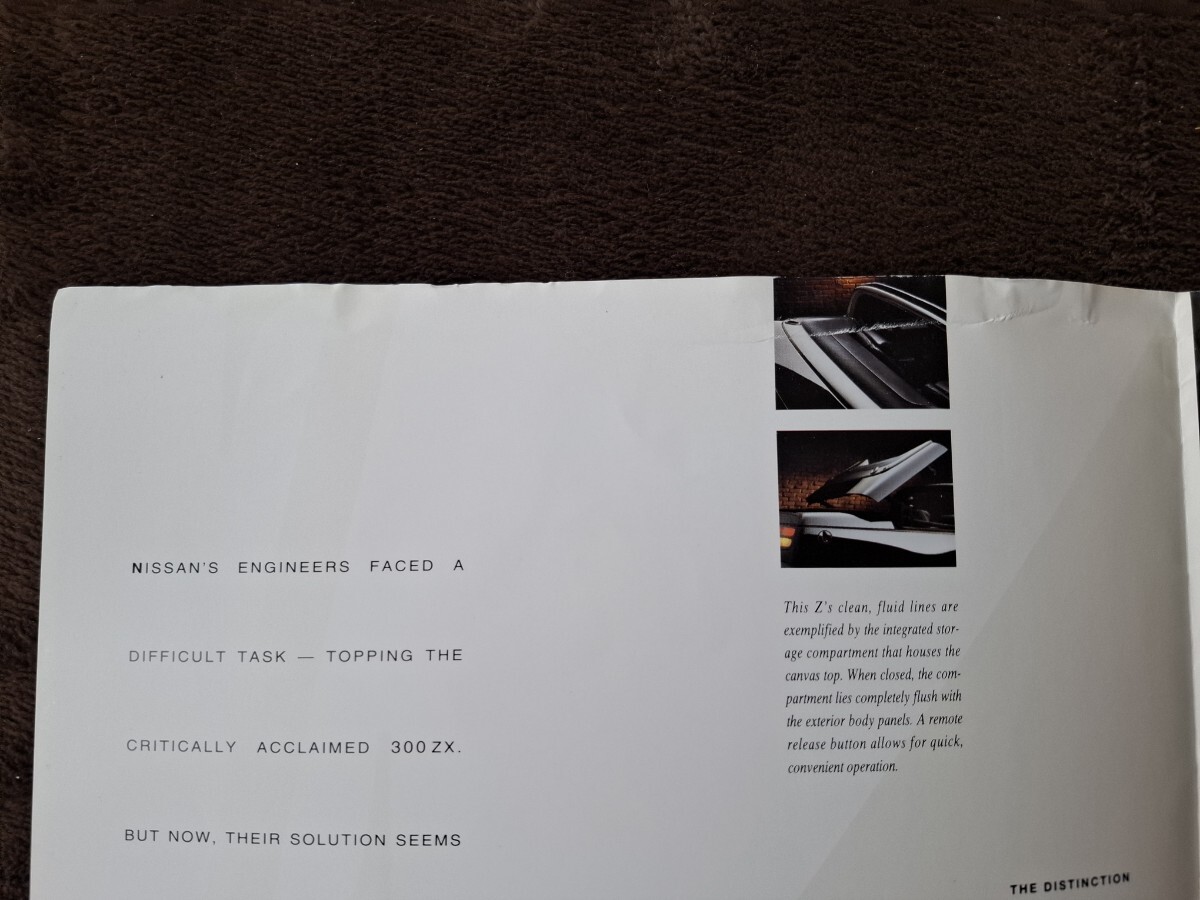 NISSAN'S ENGINEERS FACED A
DIFFICULT TASK — TOPPING THE
CRITICALLY ACCLAIMED 300ZX.
BUT NOW, THEIR SOLUTION SEEMS
This Z's clean, fluid lines are
exemplified by the integrated stor-
age compartment that houses the
canvas top. When closed, the com-
partment lies completely flush with
the exterior body panels. A remote
release button allows for quick,
convenient operation.
THE DISTINCTION